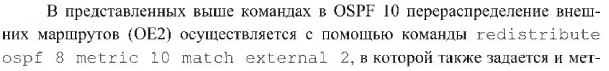 В представленных выше командах в OSPF 10 перераспределение внеш-
них маршрутов (OE2) осуществляется с помощью команды redistribute
ospf 8 metric 10 match external 2, в которой также задается и мет-